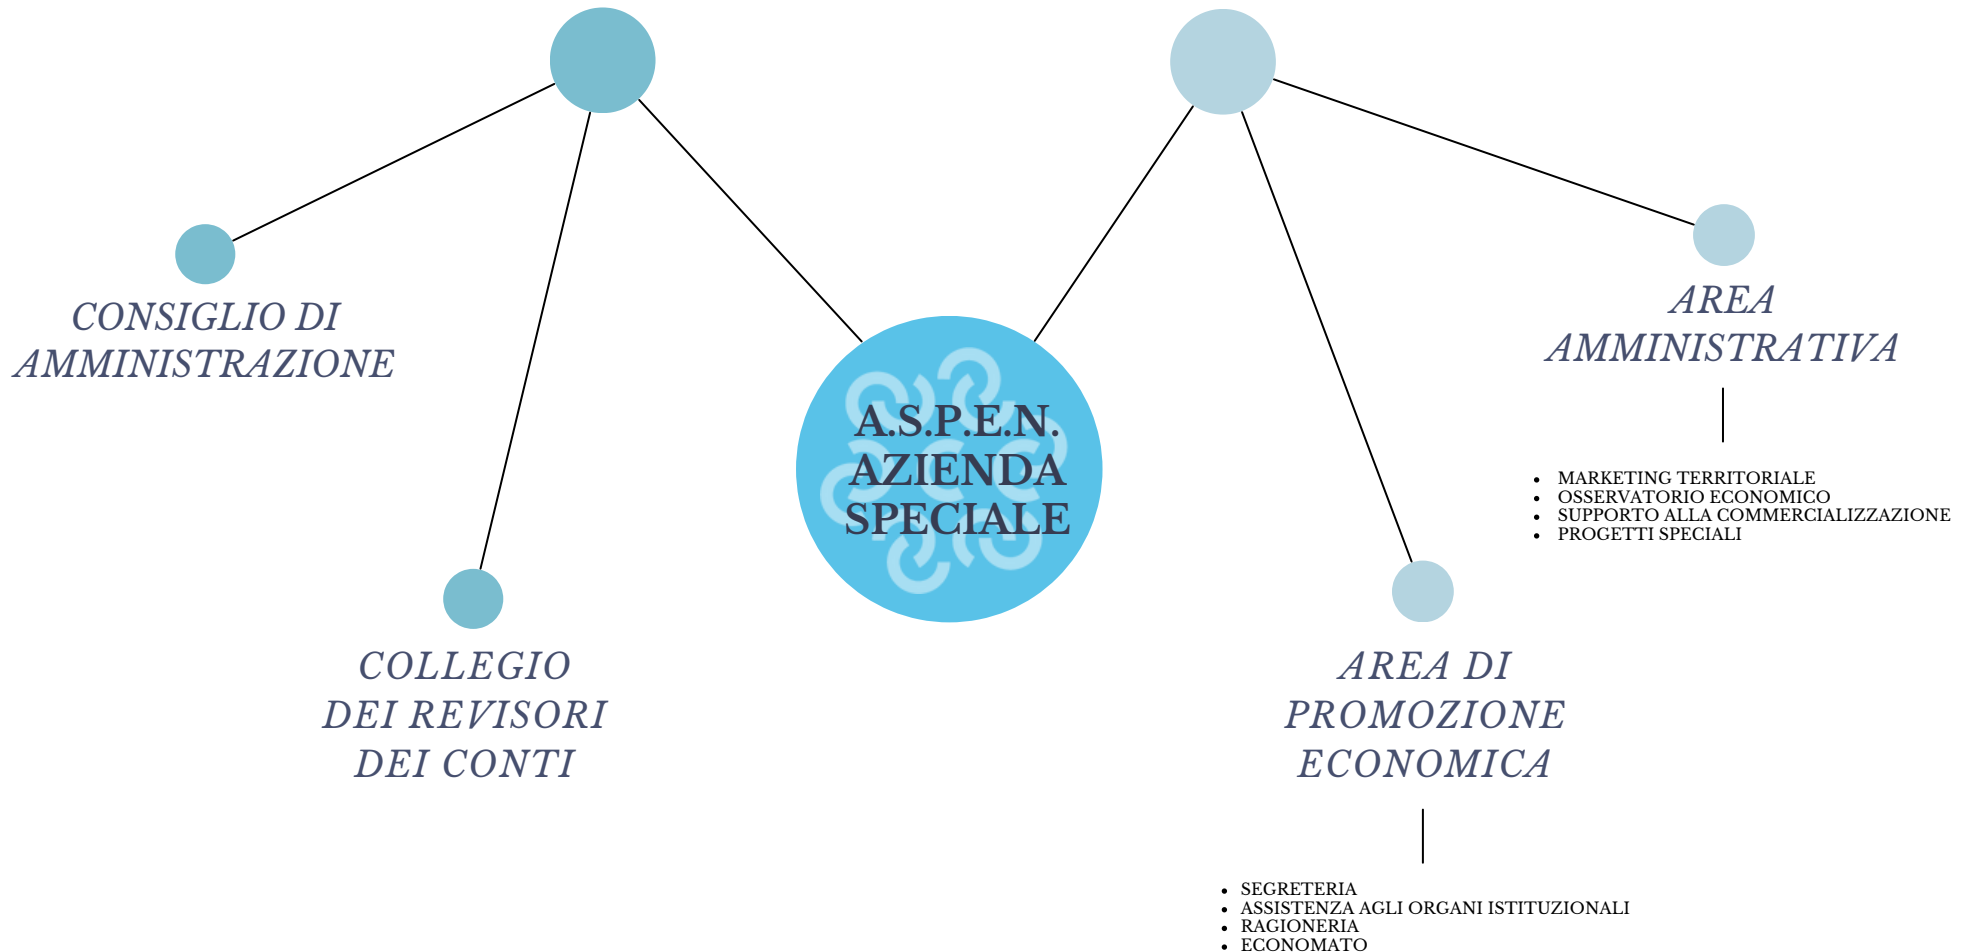 CONSIGLIO DI
AMMINISTRAZIONE
COLLEGIO
DEI REVISORI
DEI CONTI
A.S.P.E.N.
AZIENDA
SPECIALE
AREA
AMMINISTRATIVA
• MARKETING TERRITORIALE
• OSSERVATORIO ECONOMICO
• SUPPORTO ALLA COMMERCIALIZZAZIONE
• PROGETTI SPECIALI
AREA DI
PROMOZIONE
ECONOMICA
• SEGRETERIA
• ASSISTENZA AGLI ORGANI ISTITUZIONALI
• RAGIONERIA
• ECONOMATO